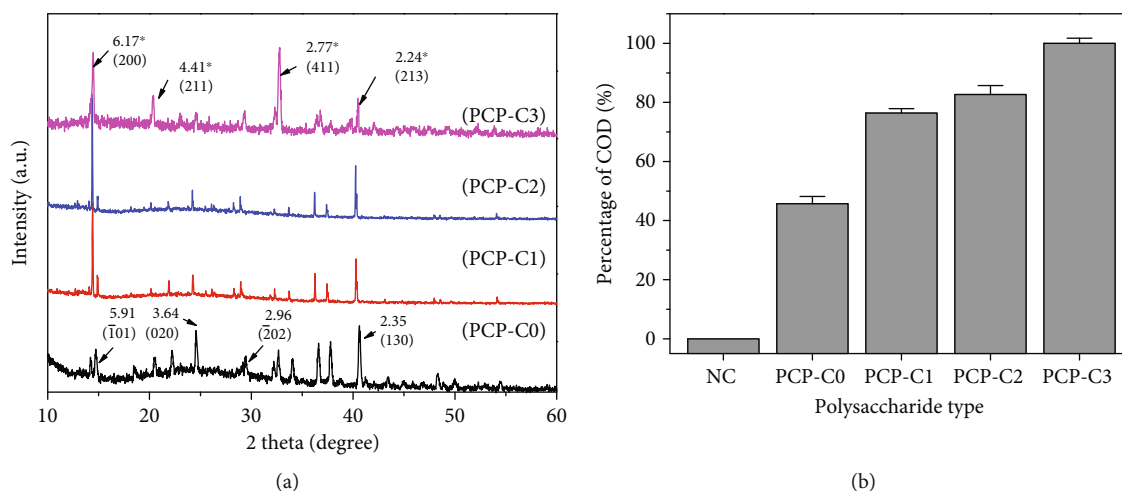 6.17*
(200)
4.41*
(211)
2.77*
(411)
2.24*
(213)
(PCP-C3)
(PCP-C2)
(PCP-C1)
(PCP-C0)
5.91
(1̄01)
3.64
(020)
2.96
(2̄02)
2.35
(130)
Intensity (a.u.)
10 20 30 40 50 60
2 theta (degree)
(a)
Percentage of COD (%)
100
80
60
40
20
0
NC PCP-C0 PCP-C1 PCP-C2 PCP-C3
Polysaccharide type
(b)